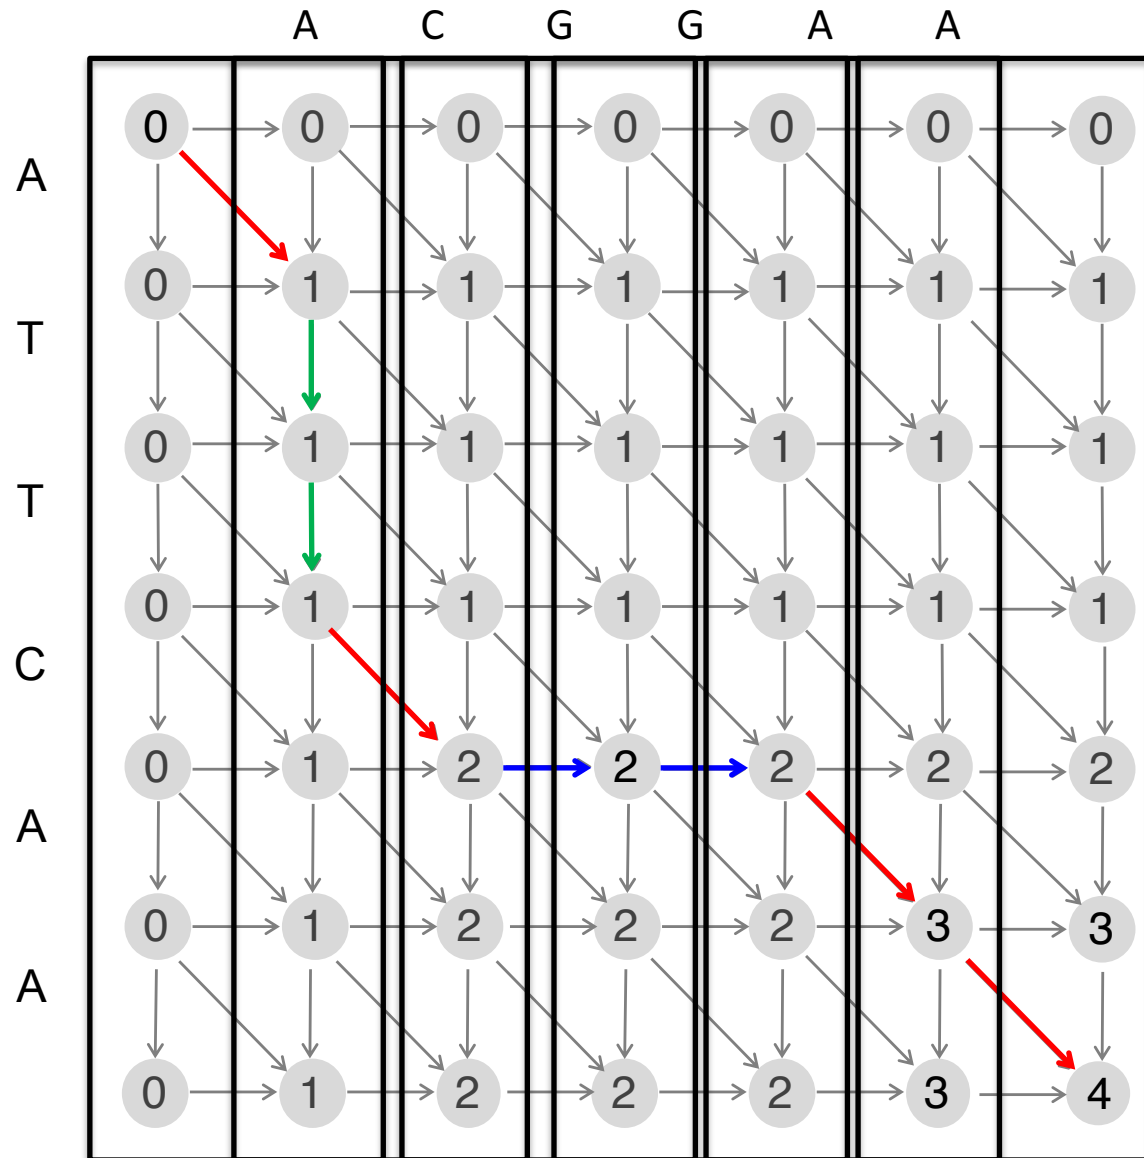 A C G G A A
0 0 0 0 0 0 0
A
0 1 1 1 1 1 1
T
0 1 1 1 1 1 1
T
0 1 1 1 1 1 1
C
0 1 2 2 2 2 2
A
0 1 2 2 2 3 3
A
0 1 2 2 2 3 4